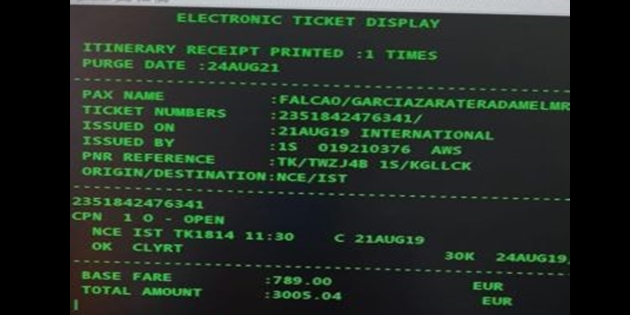 ELECTRONIC TICKET DISPLAY
ITINERARY RECEIPT PRINTED :1 TIMES
PURGE DATE :24AUG21
PAX NAME :FALCAO/GARCIAZARATERADAMELMR
TICKET NUMBERS :2351842476341/
ISSUED ON :21AUG19 INTERNATIONAL
ISSUED BY :1S 019210376 AWS
PNR REFERENCE :TK/TWZJ4B 1S/KGLLCK
ORIGIN/DESTINATION:NCE/IST
2351842476341
CPN 1 O - OPEN
NCE IST TK1814 11:30 C 21AUG19
OK CLYRT 30K 24AUG19
BASE FARE :789.00 EUR
TOTAL AMOUNT :3005.04 EUR